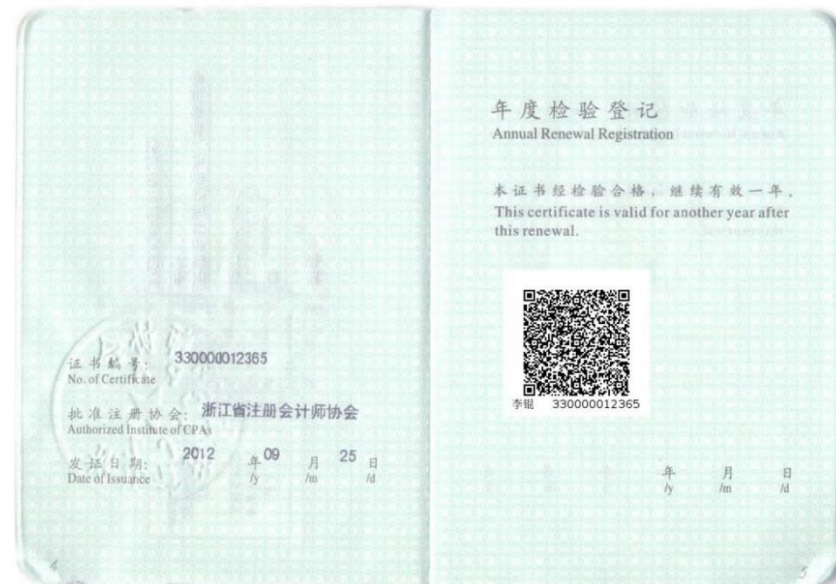 证书编号: 330000012365
No. of Certificate
批准注册协会: 浙江省注册会计师协会
Authorized Institute of CPAs
发证日期: 2012 年 09 月 25 日
Date of Issuance /y /m /d
4
年度检验登记
Annual Renewal Registration
本证书经检验合格，继续有效一年。
This certificate is valid for another year after
this renewal.
李锟 330000012365
年 月 日
/y /m /d
5